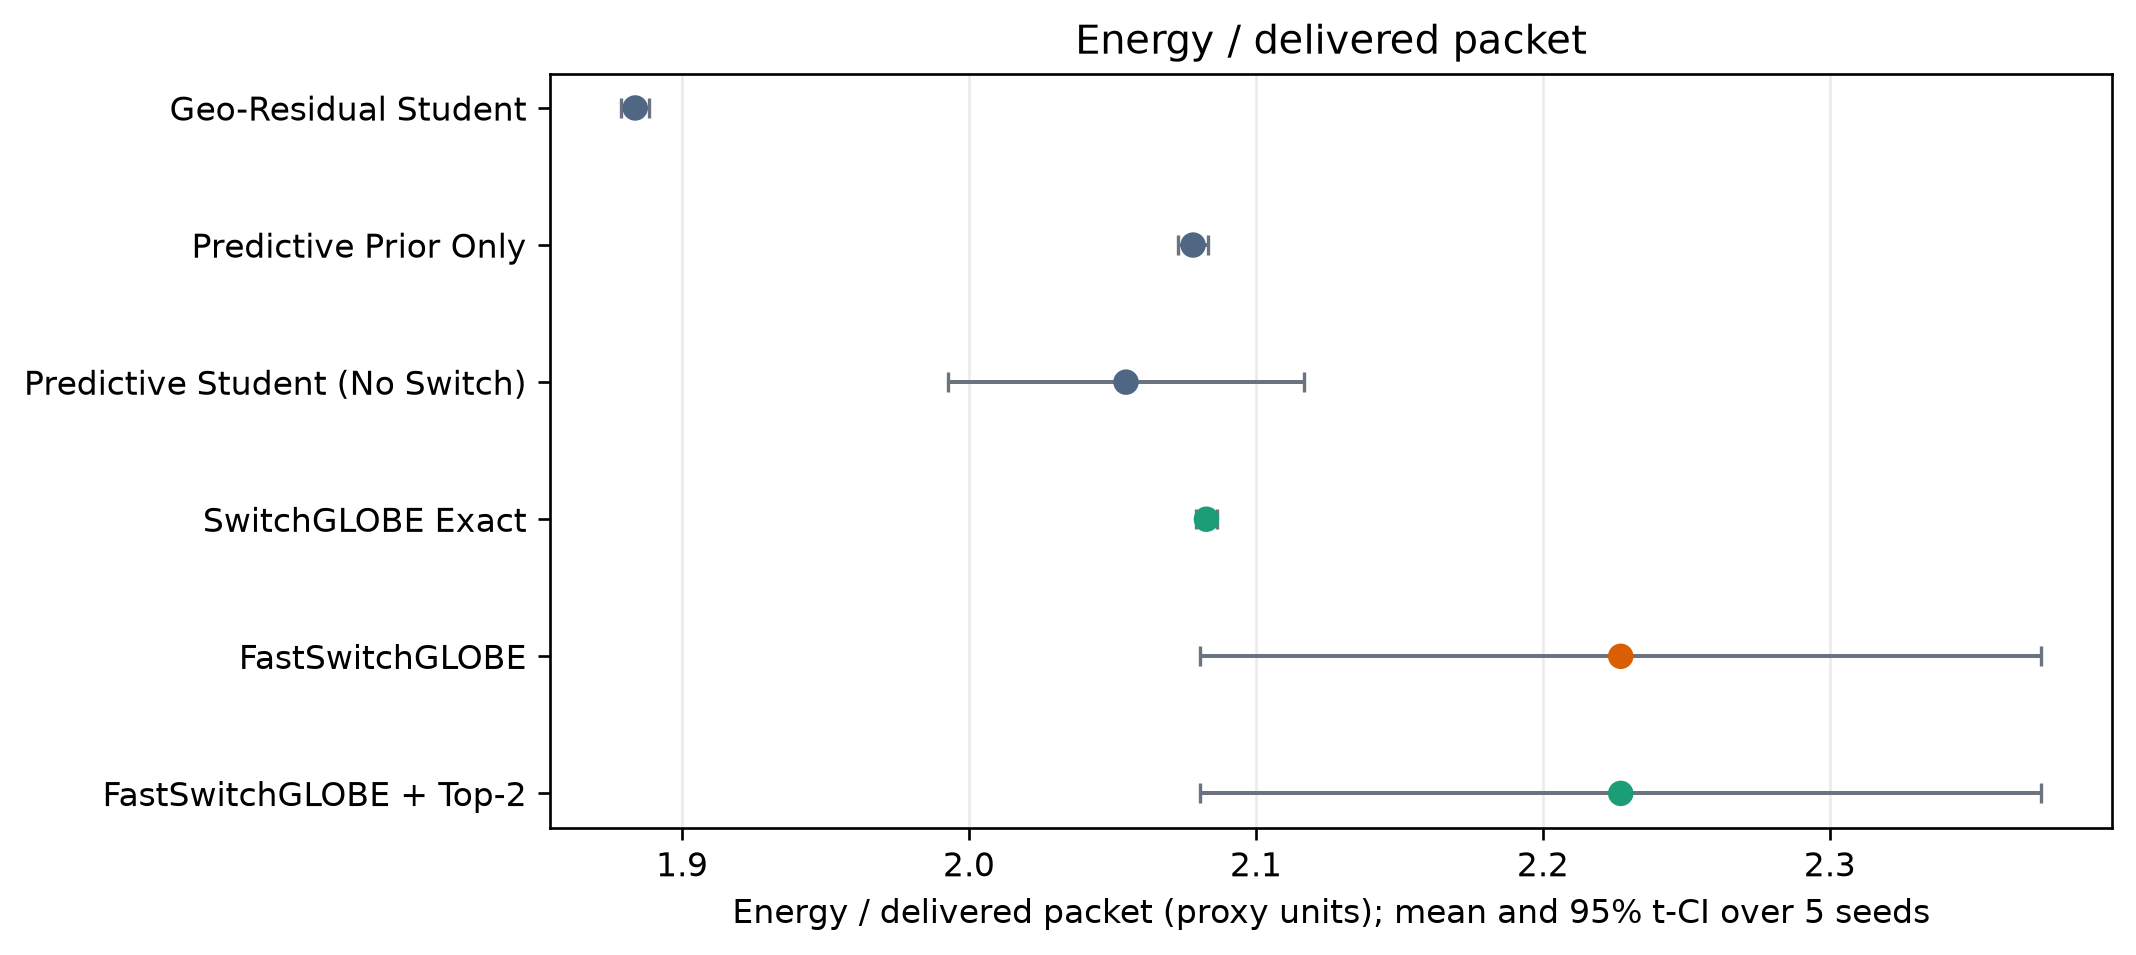 Energy / delivered packet
Geo-Residual Student
Predictive Prior Only
Predictive Student (No Switch)
SwitchGLOBE Exact
FastSwitchGLOBE
FastSwitchGLOBE + Top-2
1.9 2.0 2.1 2.2 2.3
Energy / delivered packet (proxy units); mean and 95% t-CI over 5 seeds